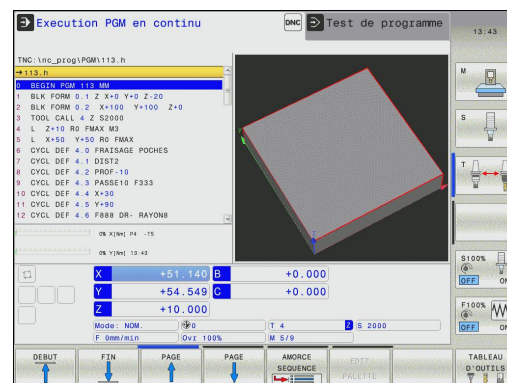 Execution PGM en continu
DNC
Test de programme
13:43
TNC:\nc_prog\PGM\113.h
→113.h
0 BEGIN PGM 113 MM
1 BLK FORM 0.1 Z X+0 Y+0 Z-20
2 BLK FORM 0.2 X+100 Y+100 Z+0
3 TOOL CALL 4 Z S2000
4 L Z+10 R0 FMAX M3
5 L X+50 Y+50 R0 FMAX
6 CYCL DEF 4.0 FRAISAGE POCHES
7 CYCL DEF 4.1 DIST2
8 CYCL DEF 4.2 PROF-10
9 CYCL DEF 4.3 PASSE10 F333
10 CYCL DEF 4.4 X+30
11 CYCL DEF 4.5 Y+90
12 CYCL DEF 4.6 F888 DR- RAYON8
0% X[Nm] P4 -T5
0% Y[Nm] 13:43
X +51.140 B +0.000
Y +54.549 C +0.000
Z +10.000
Mode: NOM. 0 T 4 Z S 2000
F 0mm/min Ovr 100% M 5/9
M
S
T
S100%
OFF ON
F100%
OFF ON
DEBUT
FIN
PAGE
PAGE
AMORCE SEQUENCE
EDIT PALETTE
TABLEAU D'OUTILS